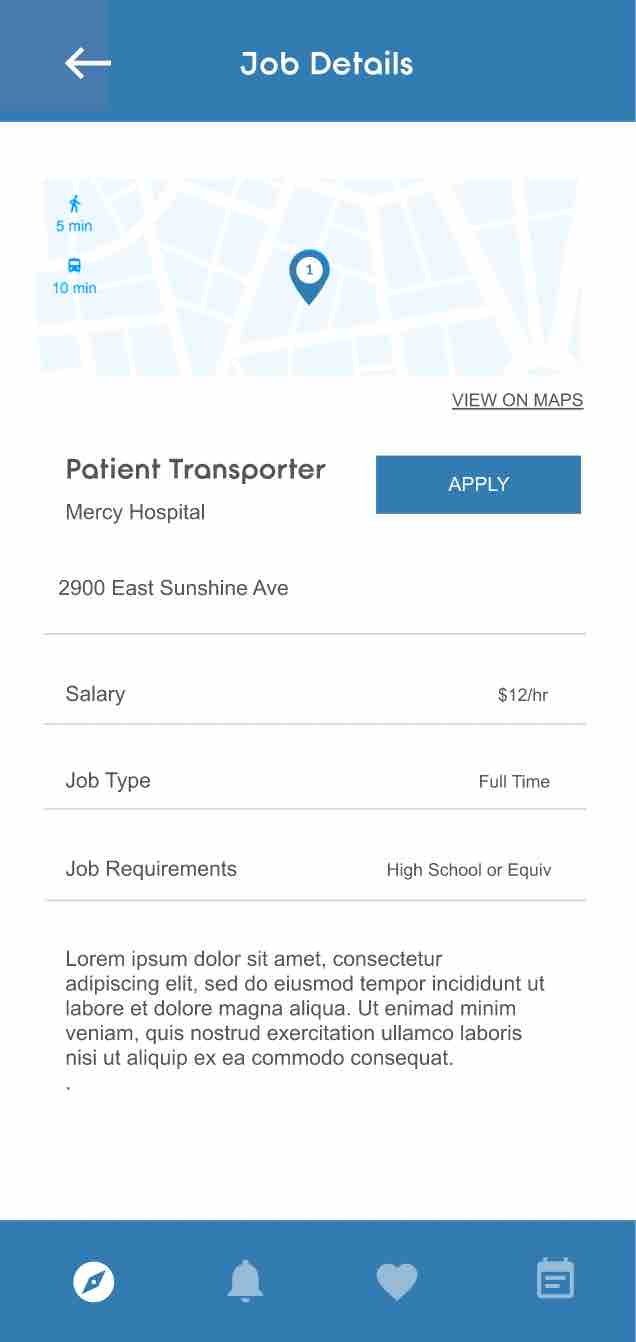 Job Details
5 min
10 min
1
VIEW ON MAPS
Patient Transporter
APPLY
Mercy Hospital
2900 East Sunshine Ave
Salary $12/hr
Job Type Full Time
Job Requirements High School or Equiv
Lorem ipsum dolor sit amet, consectetur
adipiscing elit, sed do eiusmod tempor incididunt ut
labore et dolore magna aliqua. Ut enimad minim
veniam, quis nostrud exercitation ullamco laboris
nisi ut aliquip ex ea commodo consequat.
.